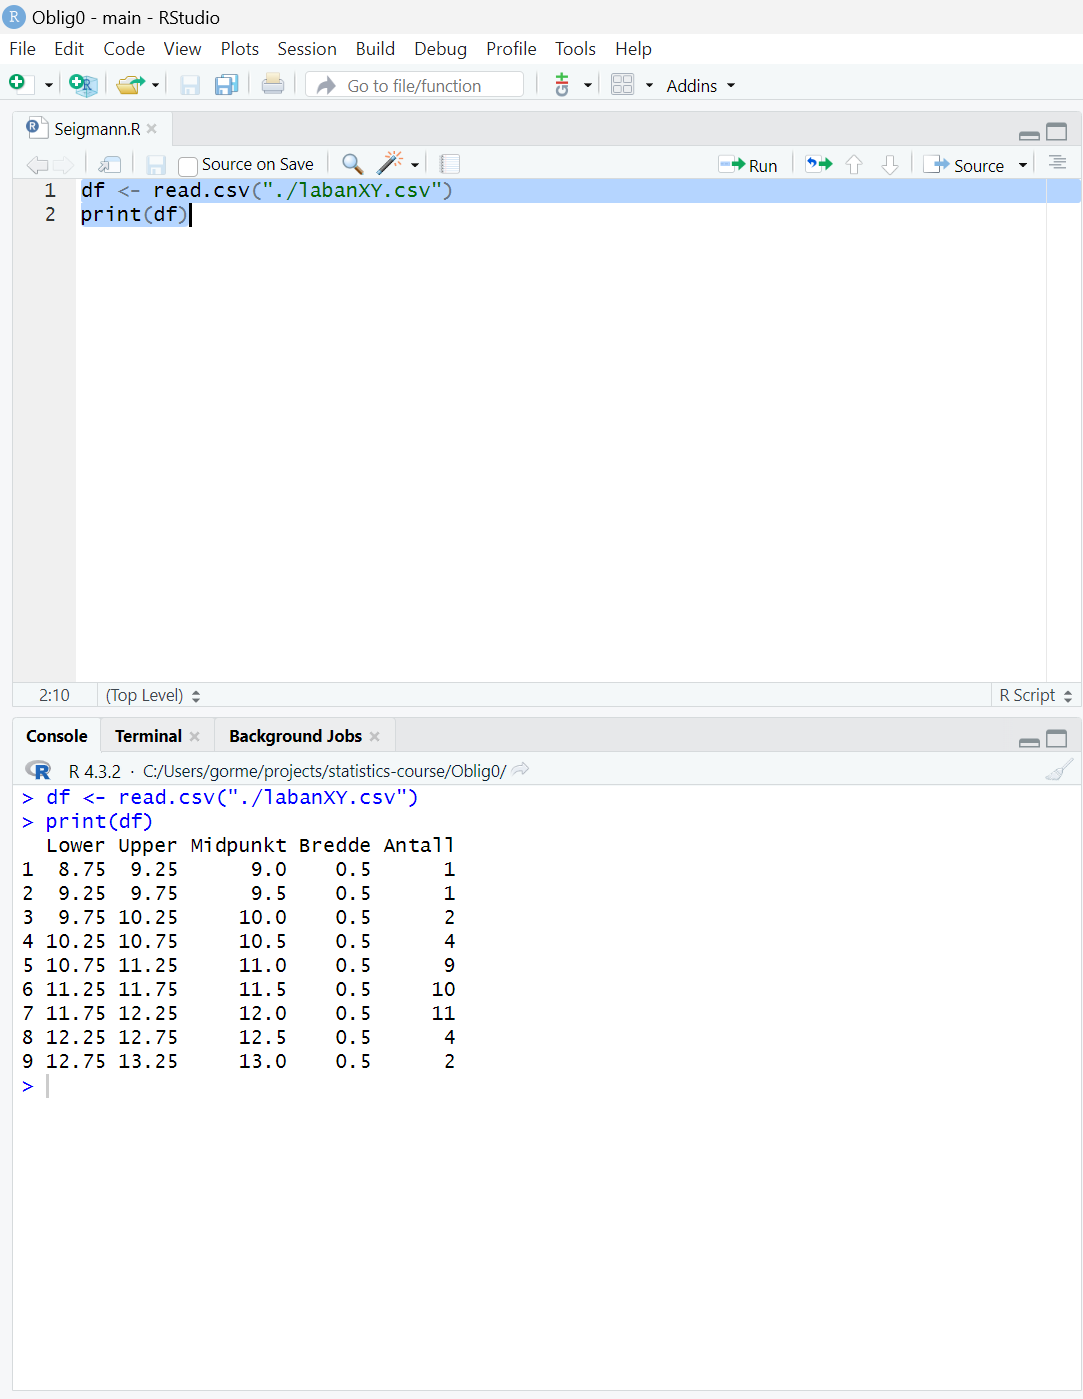 R Oblig0 - main - RStudio
File Edit Code View Plots Session Build Debug Profile Tools Help
R Go to file/function Git Addins
R Seigmann.R
Source on Save Run Source
1 df <- read.csv("./labanXY.csv")
2 print(df)
2:10 (Top Level) R Script
Console Terminal Background Jobs
R R 4.3.2 · C:/Users/gorme/projects/statistics-course/Oblig0/
> df <- read.csv("./labanXY.csv")
> print(df)
Lower Upper Midpunkt Bredde Antall
1 8.75 9.25 9.0 0.5 1
2 9.25 9.75 9.5 0.5 1
3 9.75 10.25 10.0 0.5 2
4 10.25 10.75 10.5 0.5 4
5 10.75 11.25 11.0 0.5 9
6 11.25 11.75 11.5 0.5 10
7 11.75 12.25 12.0 0.5 11
8 12.25 12.75 12.5 0.5 4
9 12.75 13.25 13.0 0.5 2
>